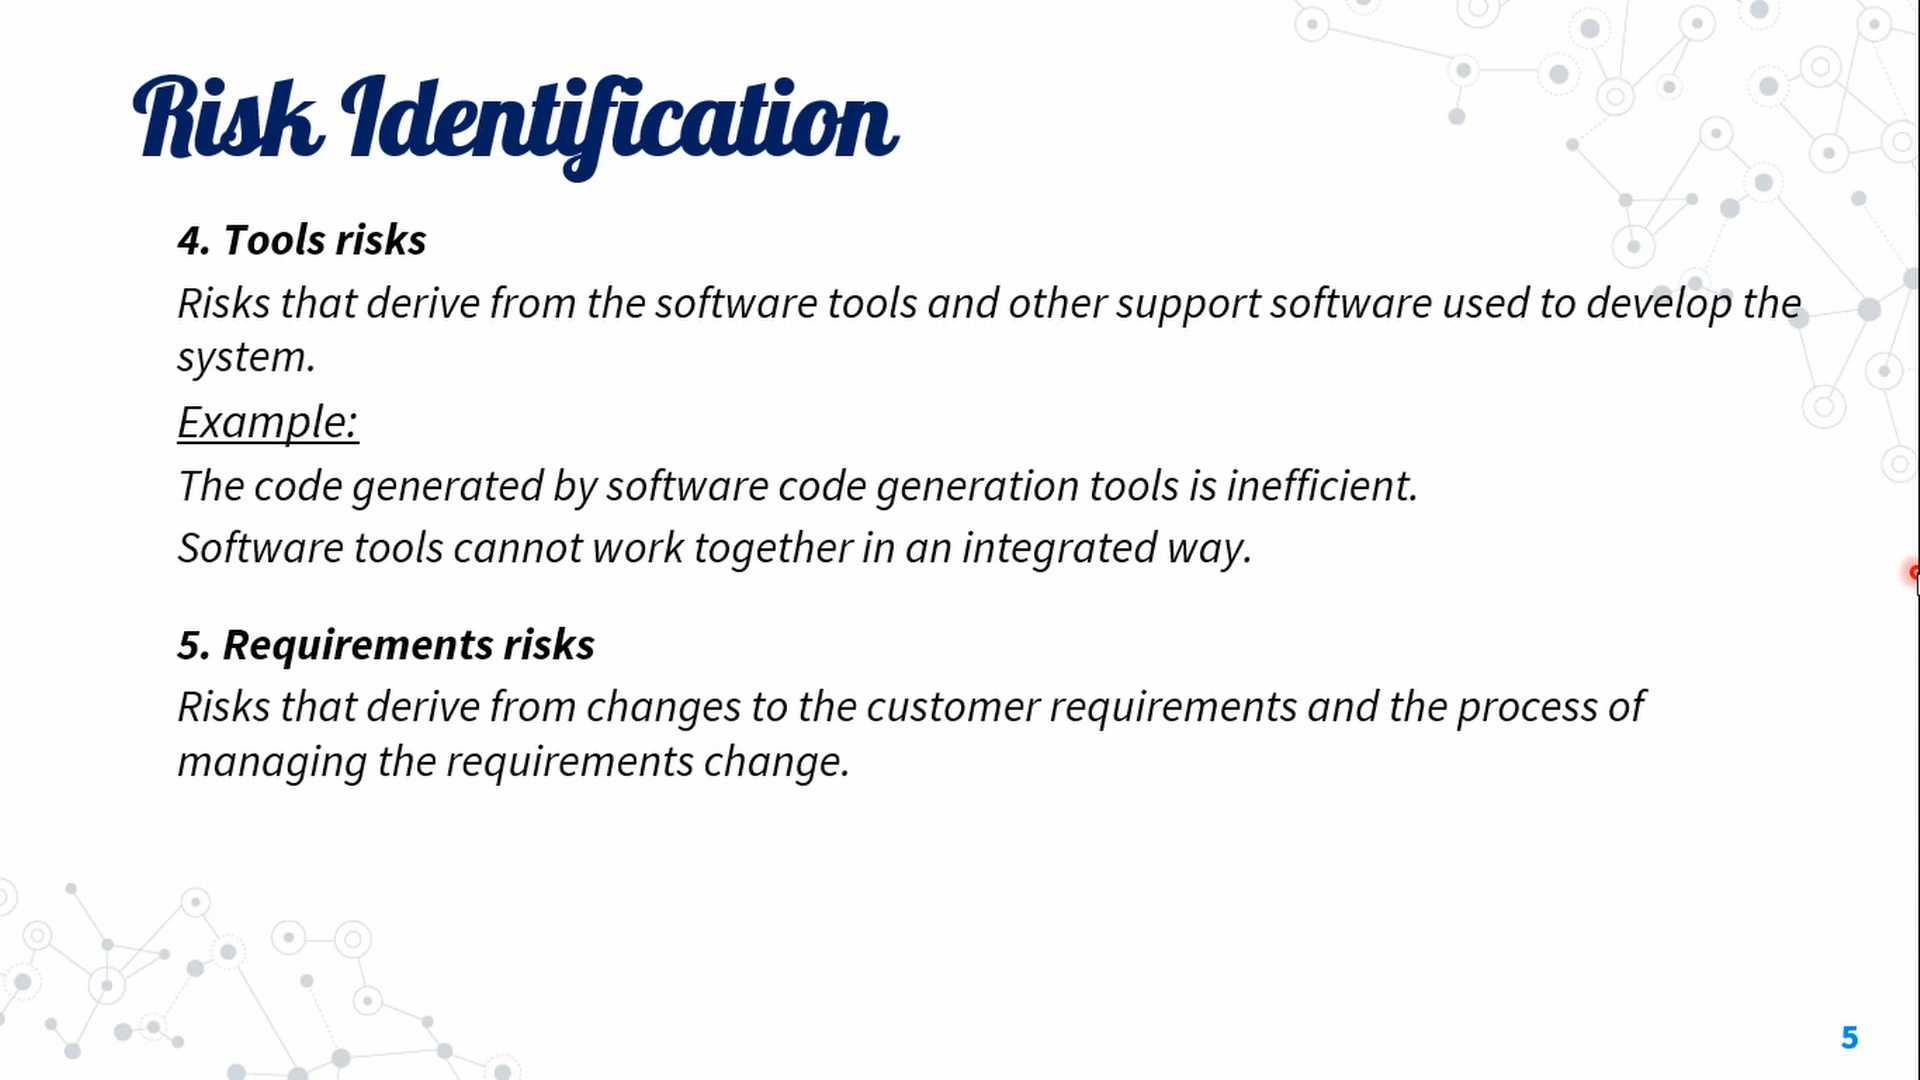 Risk Identification
4. Tools risks
Risks that derive from the software tools and other support software used to develop the
system.
Example:
The code generated by software code generation tools is inefficient.
Software tools cannot work together in an integrated way.
5. Requirements risks
Risks that derive from changes to the customer requirements and the process of
managing the requirements change.
5